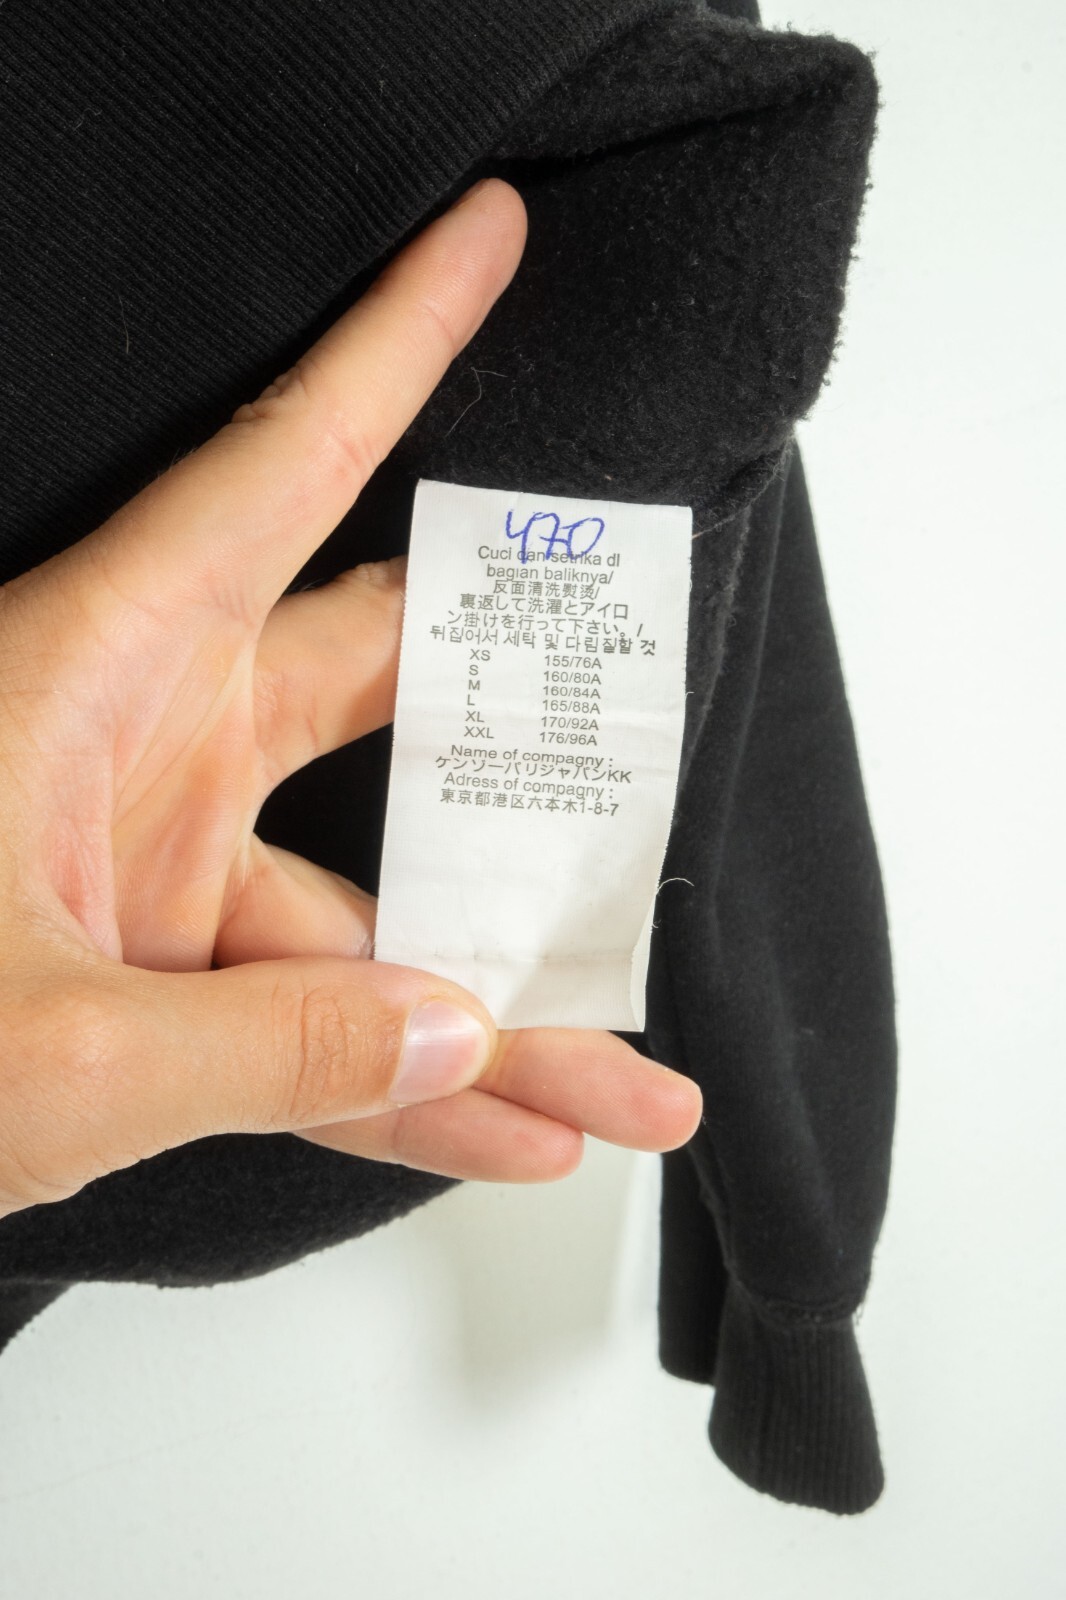 470
Cuci dan setrika dI
bagian baliknya/
反面清洗熨烫/
裏返して洗濯とアイロ
ン掛けを行って下さい。/
뒤집어서 세탁 및 다림질할 것
XS 155/76A
S 160/80A
M 160/84A
L 165/88A
XL 170/92A
XXL 176/96A
Name of compagny :
ケンゾーパリジャパンKK
Adress of compagny :
東京都港区六本木1-8-7